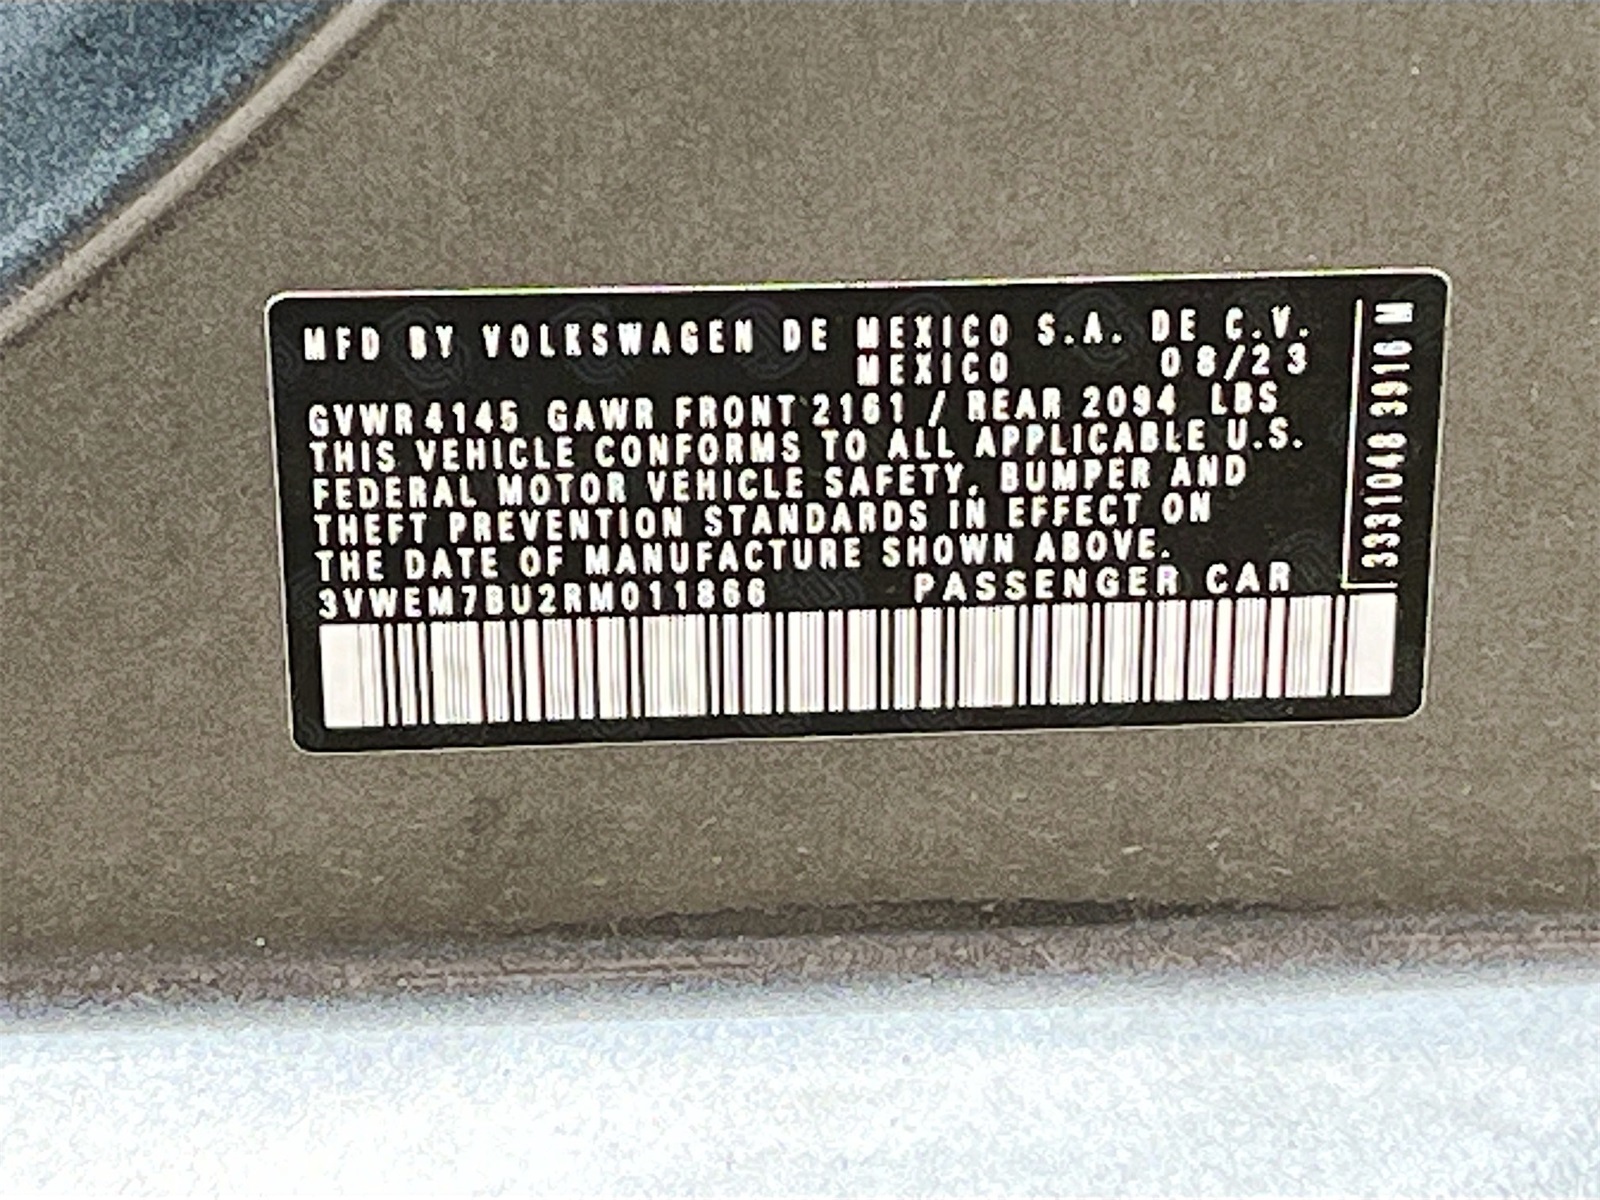 MFD BY VOLKSWAGEN DE MEXICO S.A. DE C.V.
MEXICO 08/23
GVWR 4145 GAWR FRONT 2161 / REAR 2094 LBS
THIS VEHICLE CONFORMS TO ALL APPLICABLE U.S.
FEDERAL MOTOR VEHICLE SAFETY, BUMPER AND
THEFT PREVENTION STANDARDS IN EFFECT ON
THE DATE OF MANUFACTURE SHOWN ABOVE.
3VWEM7BU2RM011866 PASSENGER CAR
3331048 3916 M